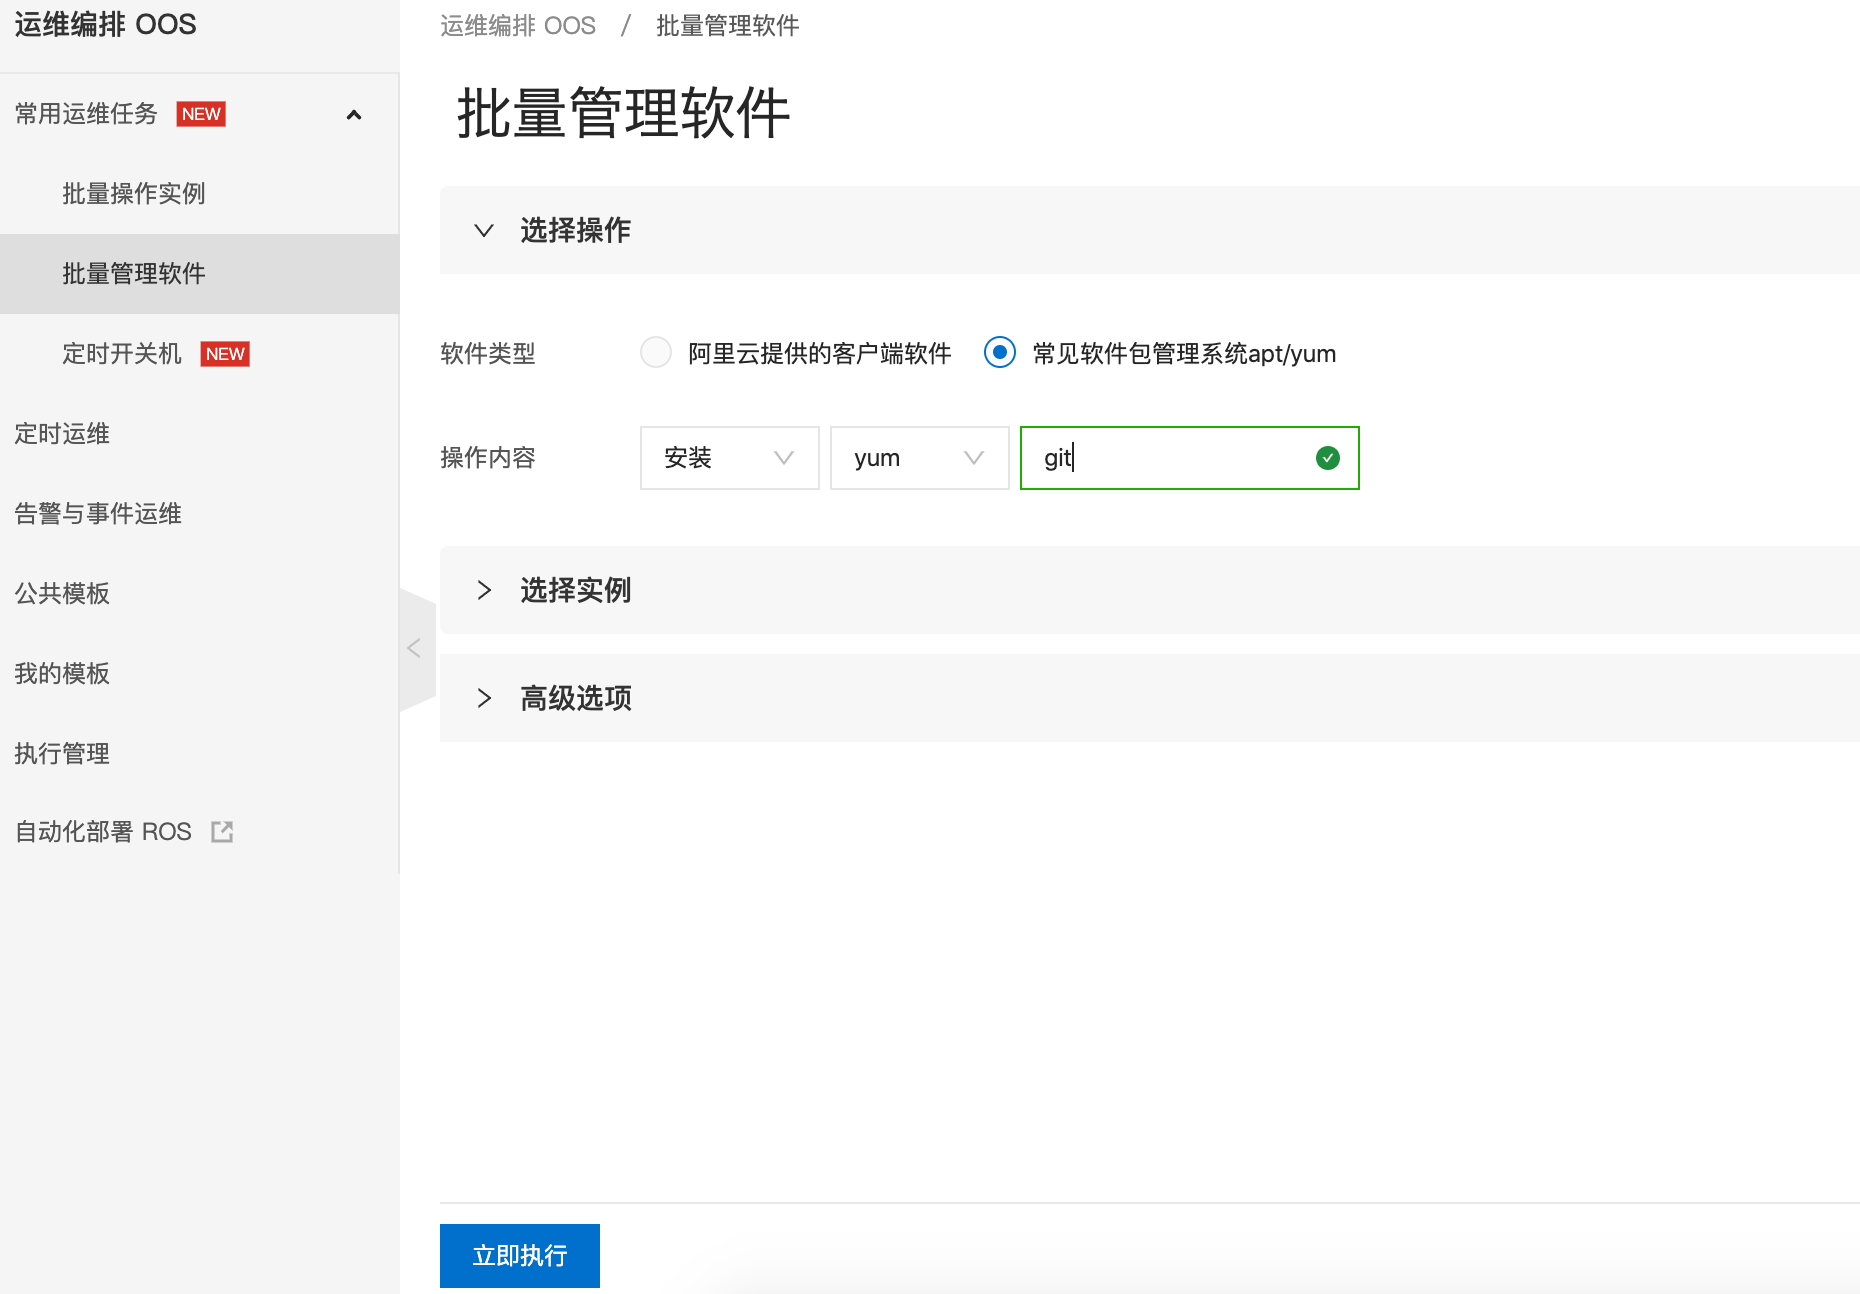 运维编排 OOS
常用运维任务 NEW
批量操作实例
批量管理软件
定时开关机 NEW
定时运维
告警与事件运维
公共模板
我的模板
执行管理
自动化部署 ROS
运维编排 OOS / 批量管理软件
批量管理软件
选择操作
软件类型 阿里云提供的客户端软件 常见软件包管理系统apt/yum
操作内容 安装 yum git
选择实例
高级选项
立即执行